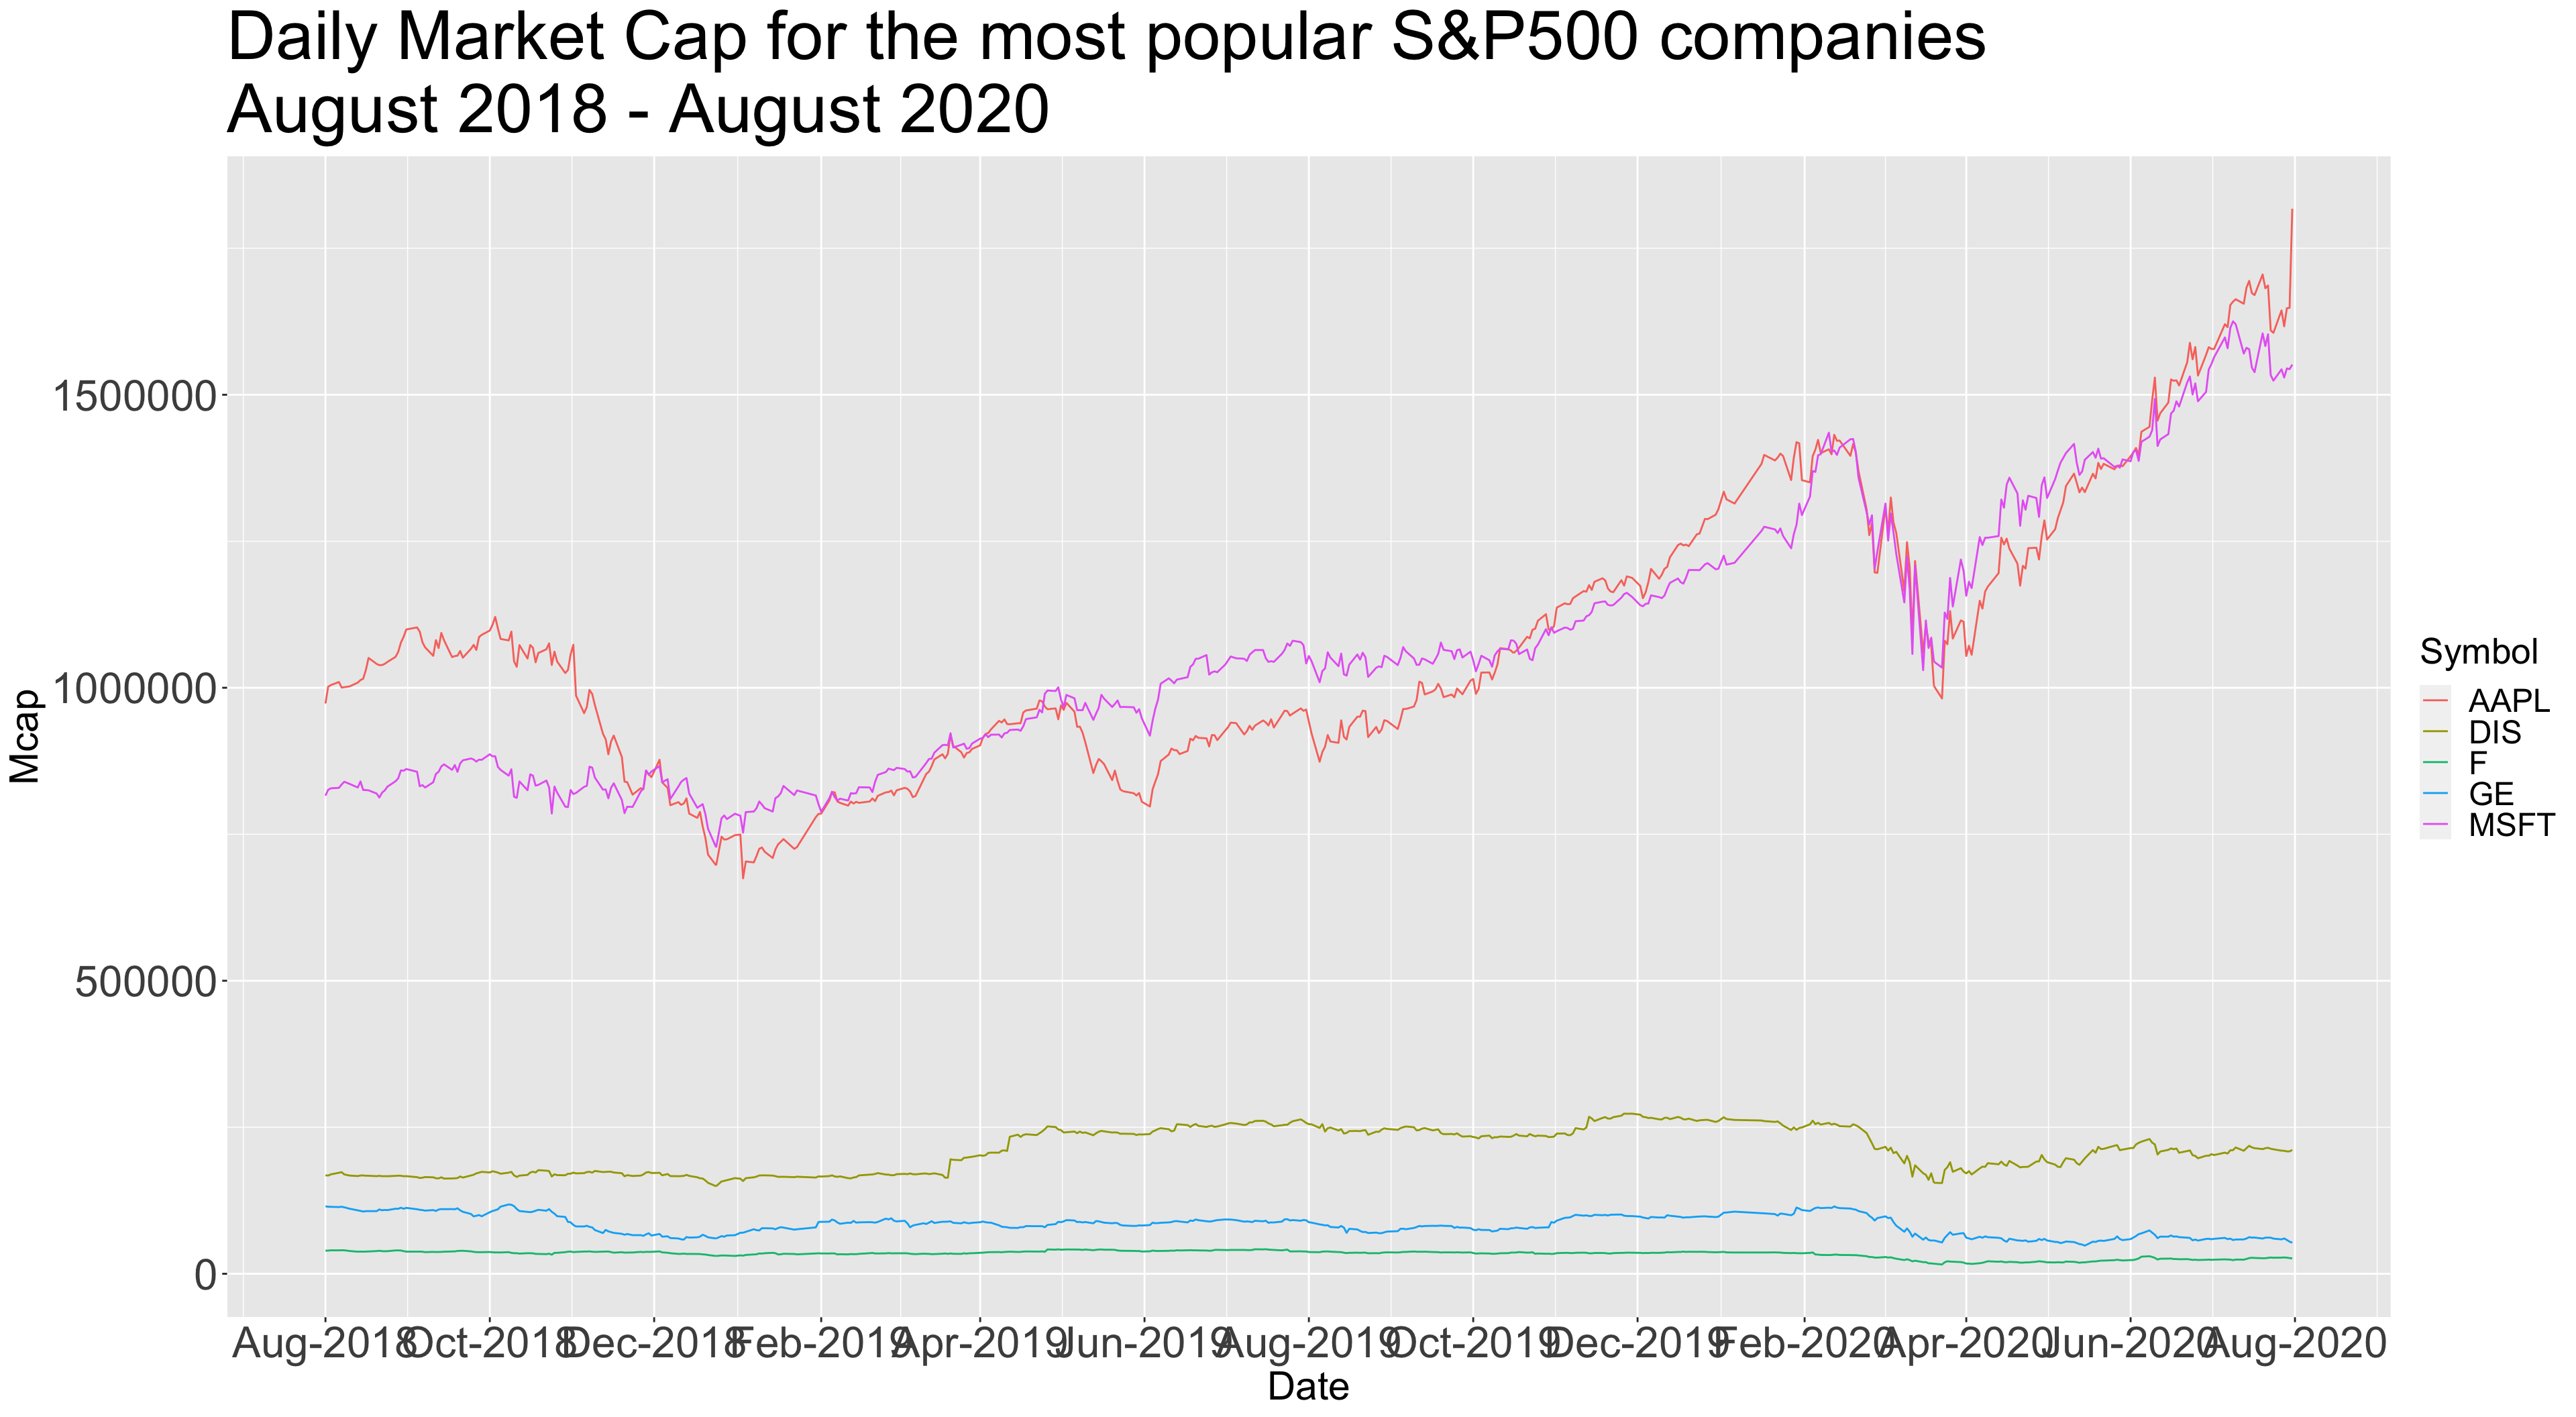 Daily Market Cap for the most popular S&P500 companies
August 2018 - August 2020
Mcap
1500000
1000000
500000
0
Aug-2018 Oct-2018 Dec-2018 Feb-2019 Apr-2019 Jun-2019 Aug-2019 Oct-2019 Dec-2019 Feb-2020 Apr-2020 Jun-2020 Aug-2020
Date
Symbol
AAPL
DIS
F
GE
MSFT